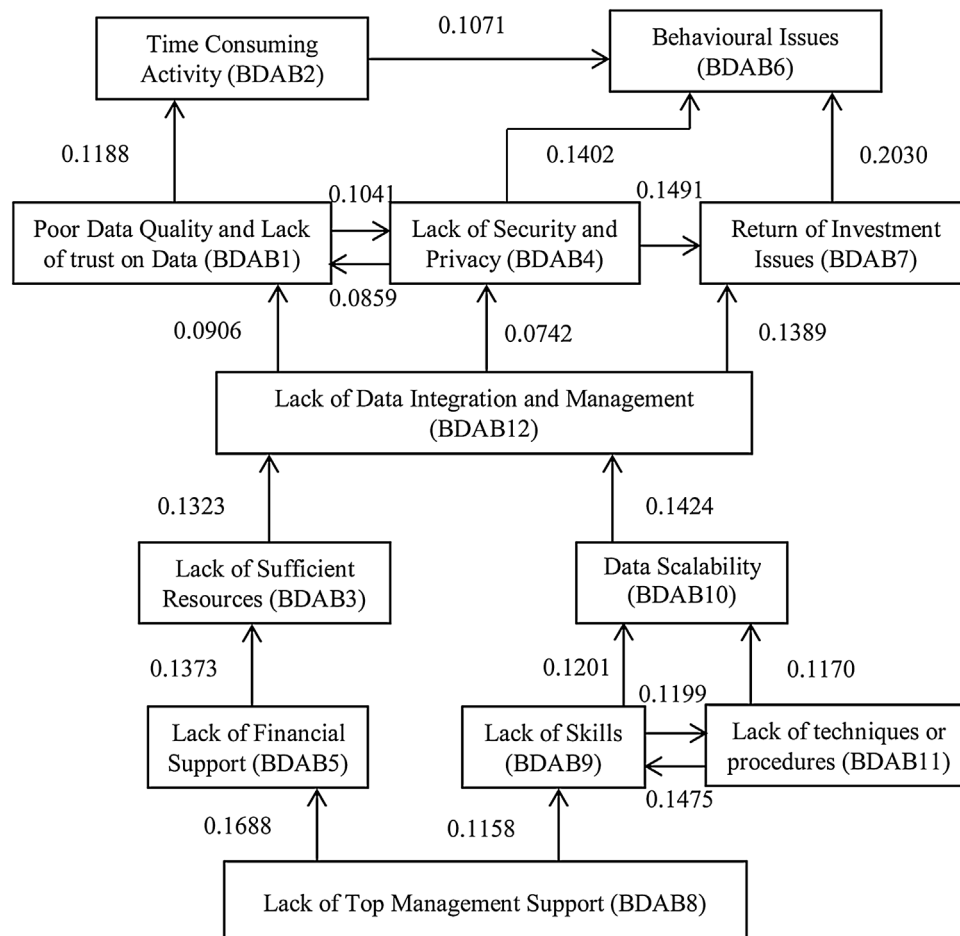 0.1071
Time Consuming
Activity (BDAB2)
Behavioural Issues
(BDAB6)
0.1188
0.1402
0.2030
0.1041
0.1491
Poor Data Quality and Lack
of trust on Data (BDAB1)
Lack of Security and
Privacy (BDAB4)
Return of Investment
Issues (BDAB7)
0.0859
0.0906
0.0742
0.1389
Lack of Data Integration and Management
(BDAB12)
0.1323
0.1424
Lack of Sufficient
Resources (BDAB3)
Data Scalability
(BDAB10)
0.1373
0.1201
0.1170
0.1199
Lack of Financial
Support (BDAB5)
Lack of Skills
(BDAB9)
Lack of techniques or
procedures (BDAB11)
0.1475
0.1688
0.1158
Lack of Top Management Support (BDAB8)